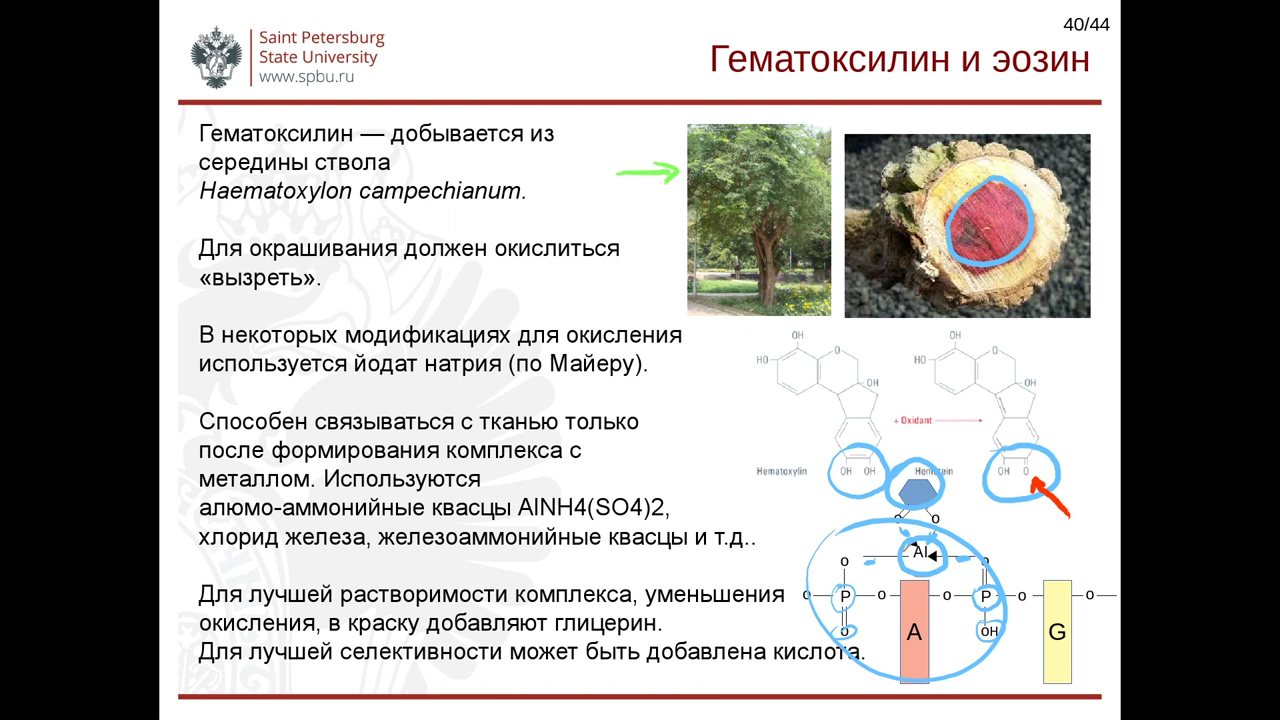 40/44
Saint Petersburg
State University
www.spbu.ru
Гематоксилин и эозин
Гематоксилин — добывается из
середины ствола
Haematoxylon campechianum.
Для окрашивания должен окислиться
«вызреть».
В некоторых модификациях для окисления
используется йодат натрия (по Майеру).
Способен связываться с тканью только
после формирования комплекса с
металлом. Используются
алюмо-аммонийные квасцы AlNH4(SO4)2,
хлорид железа, железоаммонийные квасцы и т.д..
Для лучшей растворимости комплекса, уменьшения
окисления, в краску добавляют глицерин.
Для лучшей селективности может быть добавлена кислота.
OH OH
HO O HO O
OH OH
+ Oxidant
OH OH OH O
Hematoxylin
o o
Al
o o
o P o o P o o
o OH
A G